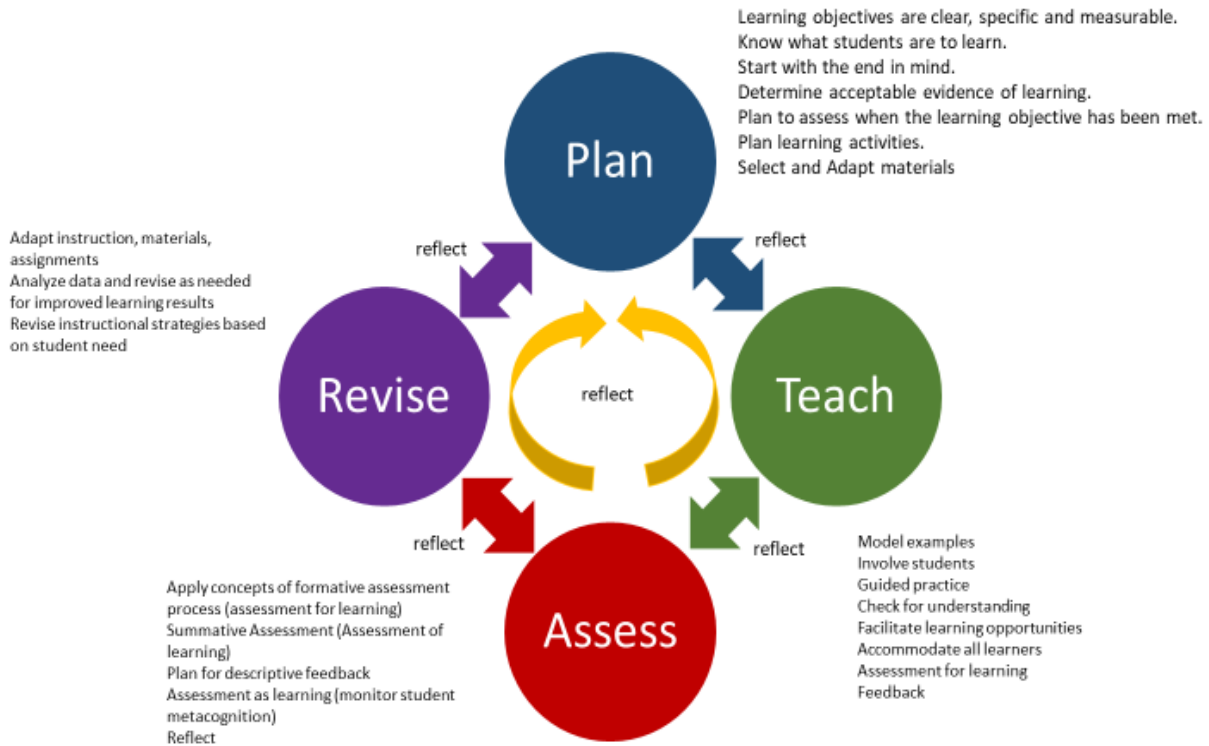 Learning objectives are clear, specific and measurable.
Know what students are to learn.
Start with the end in mind.
Determine acceptable evidence of learning.
Plan to assess when the learning objective has been met.
Plan learning activities.
Select and Adapt materials
Plan
reflect
reflect
Adapt instruction, materials,
assignments
Analyze data and revise as needed
for improved learning results
Revise instructional strategies based
on student need
Revise
reflect
Teach
reflect
reflect
Model examples
Involve students
Guided practice
Check for understanding
Facilitate learning opportunities
Accommodate all learners
Assessment for learning
Feedback
Apply concepts of formative assessment
process (assessment for learning)
Summative Assessment (Assessment of
learning)
Plan for descriptive feedback
Assessment as learning (monitor student
metacognition)
Reflect
Assess